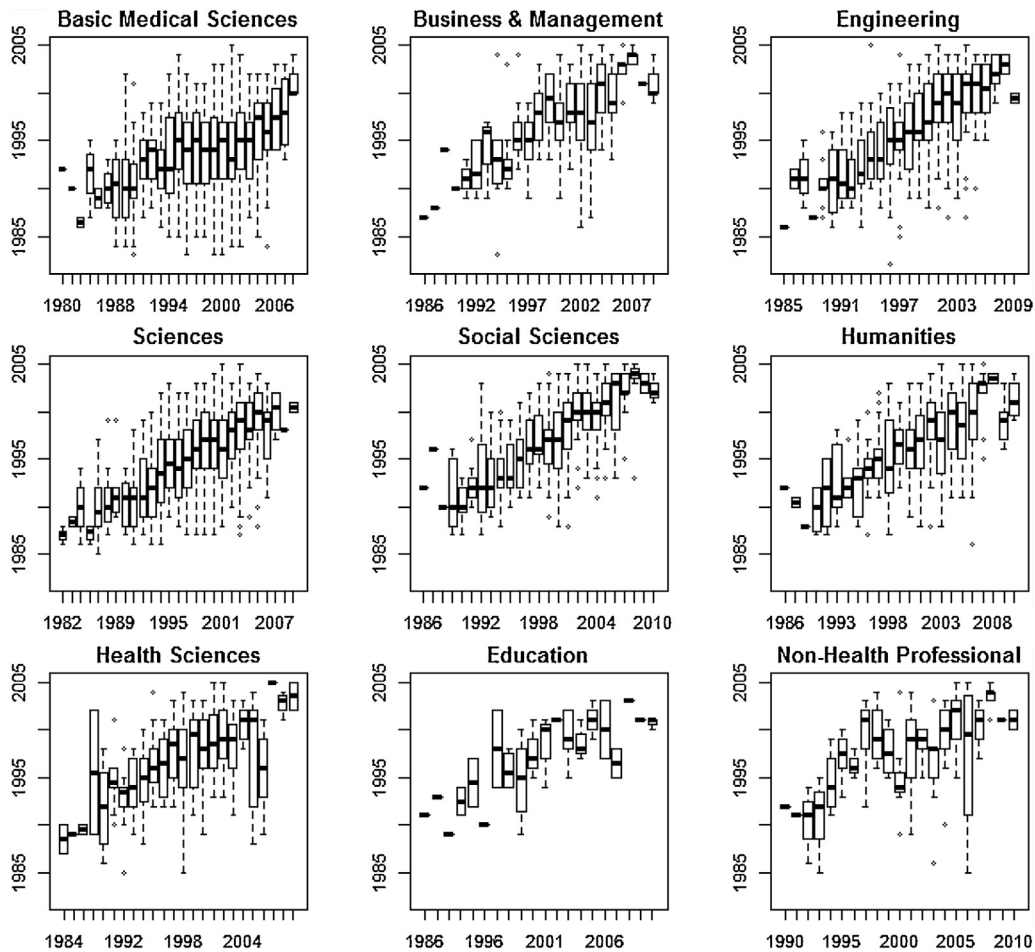 Basic Medical Sciences
2005
1995
1985
1980 1988 1994 2000 2006
Business & Management
2005
1995
1985
1986 1992 1997 2002 2007
Engineering
2005
1995
1985
1985 1991 1997 2003 2009
Sciences
2005
1995
1985
1982 1989 1995 2001 2007
Social Sciences
2005
1995
1985
1986 1992 1998 2004 2010
Humanities
2005
1995
1985
1986 1993 1998 2003 2008
Health Sciences
2005
1995
1985
1984 1992 1998 2004
Education
2005
1995
1985
1986 1996 2001 2006
Non-Health Professional
2005
1995
1985
1990 1995 2000 2005 2010